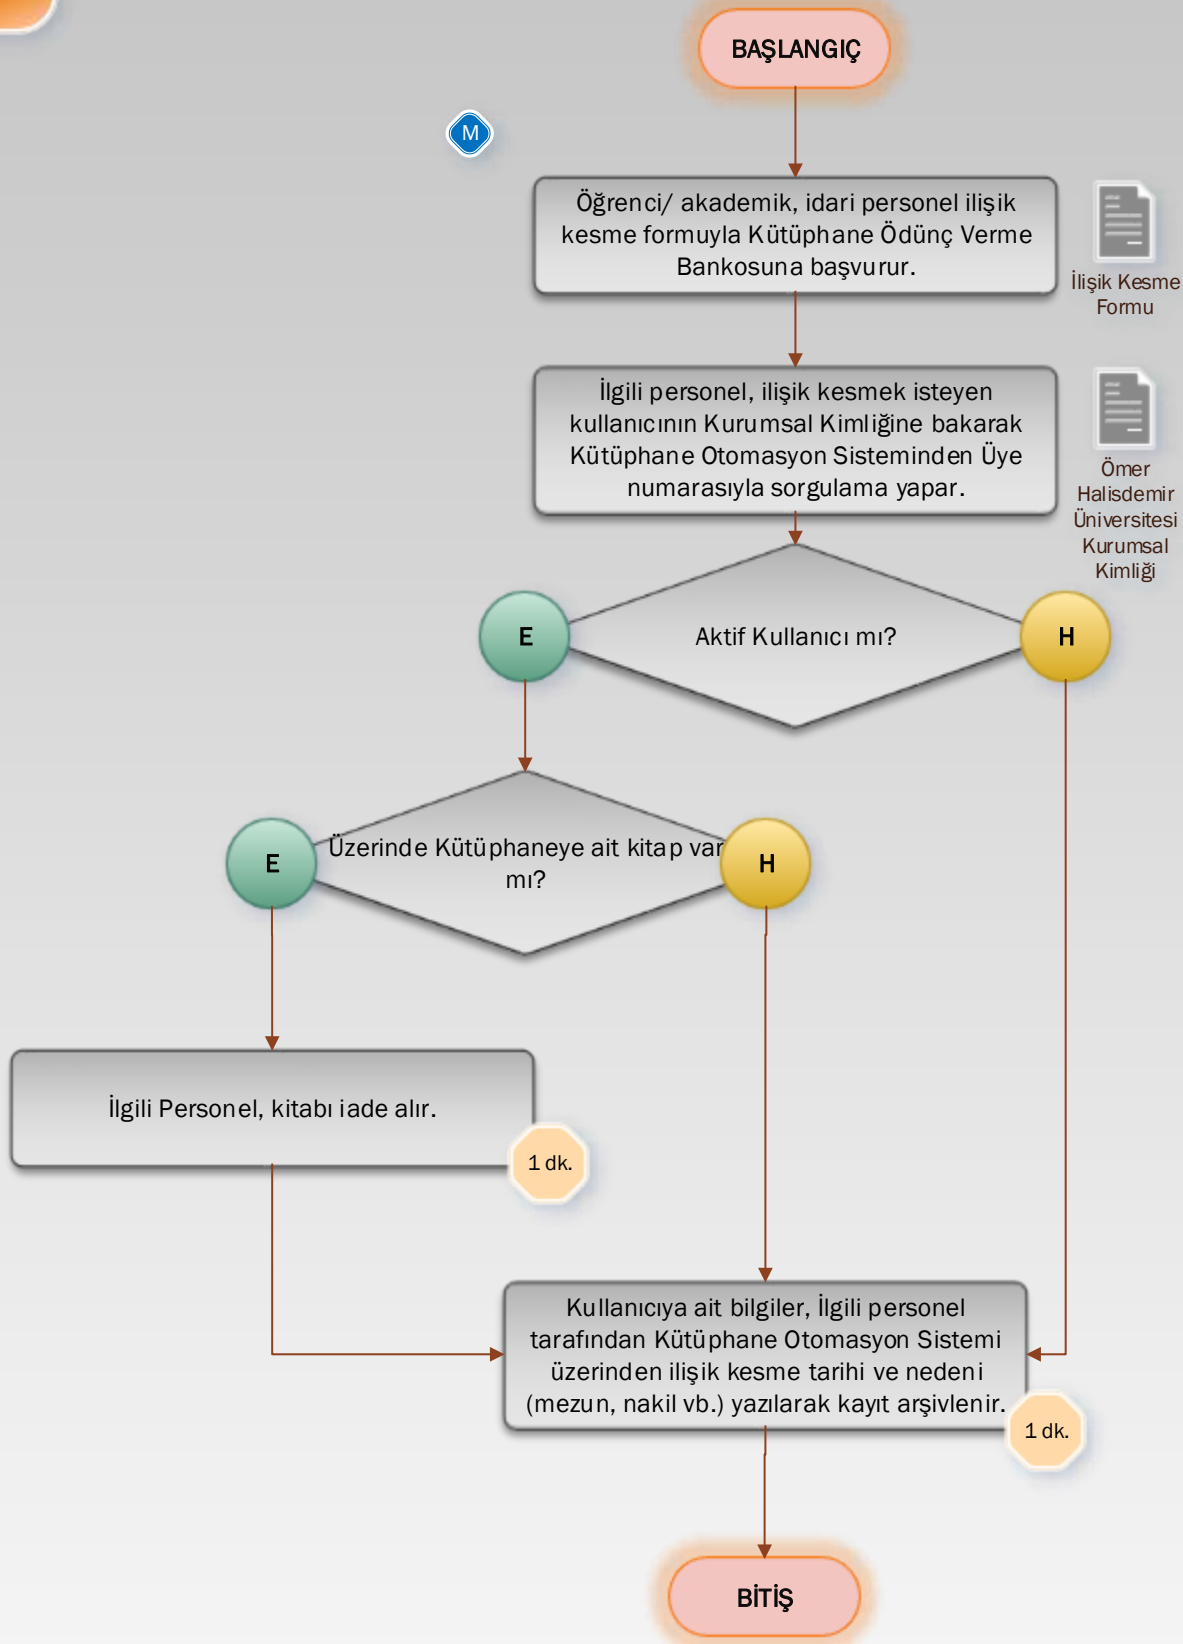 BAŞLANGIÇ
M
Öğrenci/ akademik, idari personel ilişik
kesme formuyla Kütüphane Ödünç Verme
Bankosuna başvurur.
İlişik Kesme
Formu
İlgili personel, ilişik kesmek isteyen
kullanıcının Kurumsal Kimliğine bakarak
Kütüphane Otomasyon Sisteminden Üye
numarasıyla sorgulama yapar.
Ömer
Halisdemir
Üniversitesi
Kurumsal
Kimliği
E
Aktif Kullanıcı mı?
H
E
Üzerinde Kütüphaneye ait kitap var
mı?
H
İlgili Personel, kitabı iade alır.
1 dk.
Kullanıcıya ait bilgiler, İlgili personel
tarafından Kütüphane Otomasyon Sistemi
üzerinden ilişik kesme tarihi ve nedeni
(mezun, nakil vb.) yazılarak kayıt arşivlenir.
1 dk.
BİTİŞ